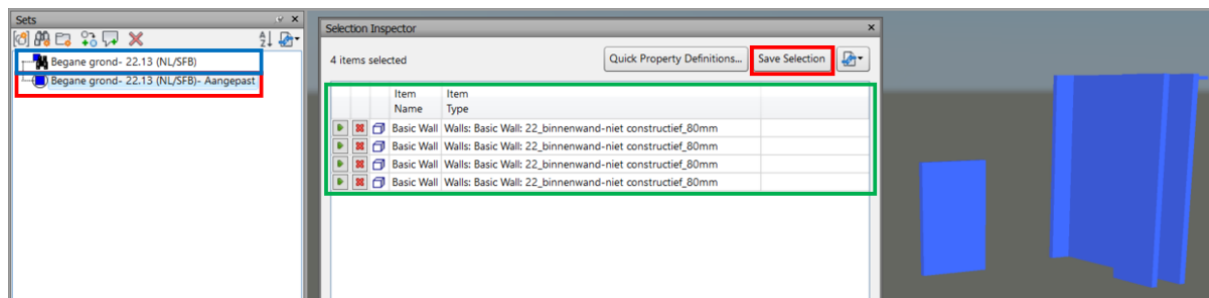 Sets
Begane grond- 22.13 (NL/SFB)
Begane grond- 22.13 (NL/SFB)- Aangepast
Selection Inspector
4 items selected
Quick Property Definitions...
Save Selection
Item Item
Name Type
Basic Wall Walls: Basic Wall: 22_binnenwand-niet constructief_80mm
Basic Wall Walls: Basic Wall: 22_binnenwand-niet constructief_80mm
Basic Wall Walls: Basic Wall: 22_binnenwand-niet constructief_80mm
Basic Wall Walls: Basic Wall: 22_binnenwand-niet constructief_80mm